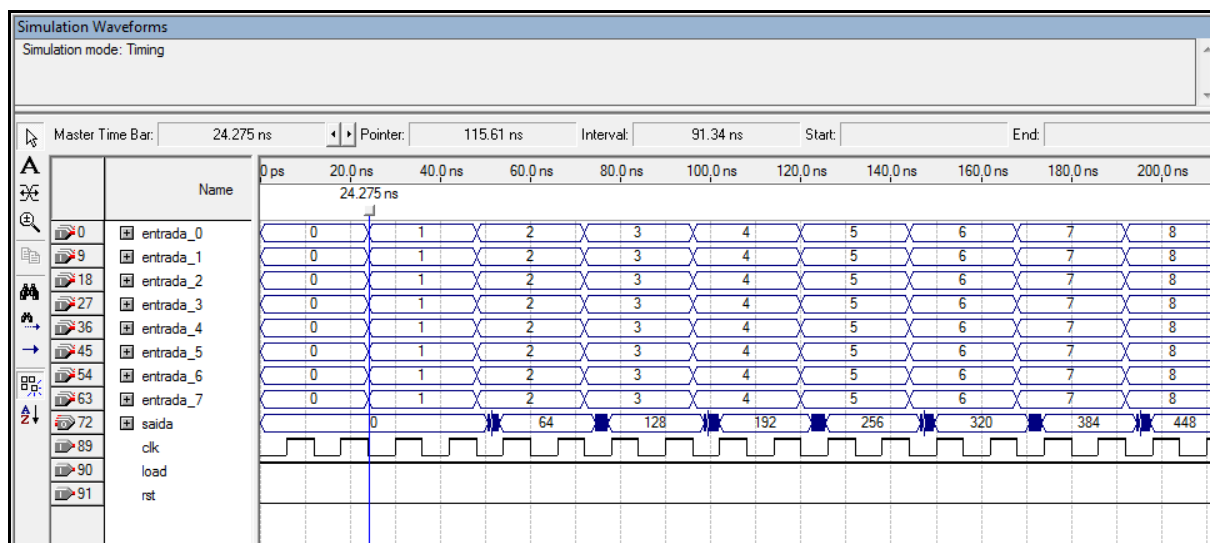 Simulation Waveforms
Simulation mode: Timing
Master Time Bar: 24.275 ns Pointer: 115.61 ns Interval: 91.34 ns Start: End:
Name 0 ps 20.0 ns 40.0 ns 60.0 ns 80.0 ns 100.0 ns 120.0 ns 140.0 ns 160.0 ns 180.0 ns 200.0 ns
24.275 ns
0 entrada_0 0 1 2 3 4 5 6 7 8
9 entrada_1 0 1 2 3 4 5 6 7 8
18 entrada_2 0 1 2 3 4 5 6 7 8
27 entrada_3 0 1 2 3 4 5 6 7 8
36 entrada_4 0 1 2 3 4 5 6 7 8
45 entrada_5 0 1 2 3 4 5 6 7 8
54 entrada_6 0 1 2 3 4 5 6 7 8
63 entrada_7 0 1 2 3 4 5 6 7 8
72 saida 0 64 128 192 256 320 384 448
89 clk
90 load
91 rst